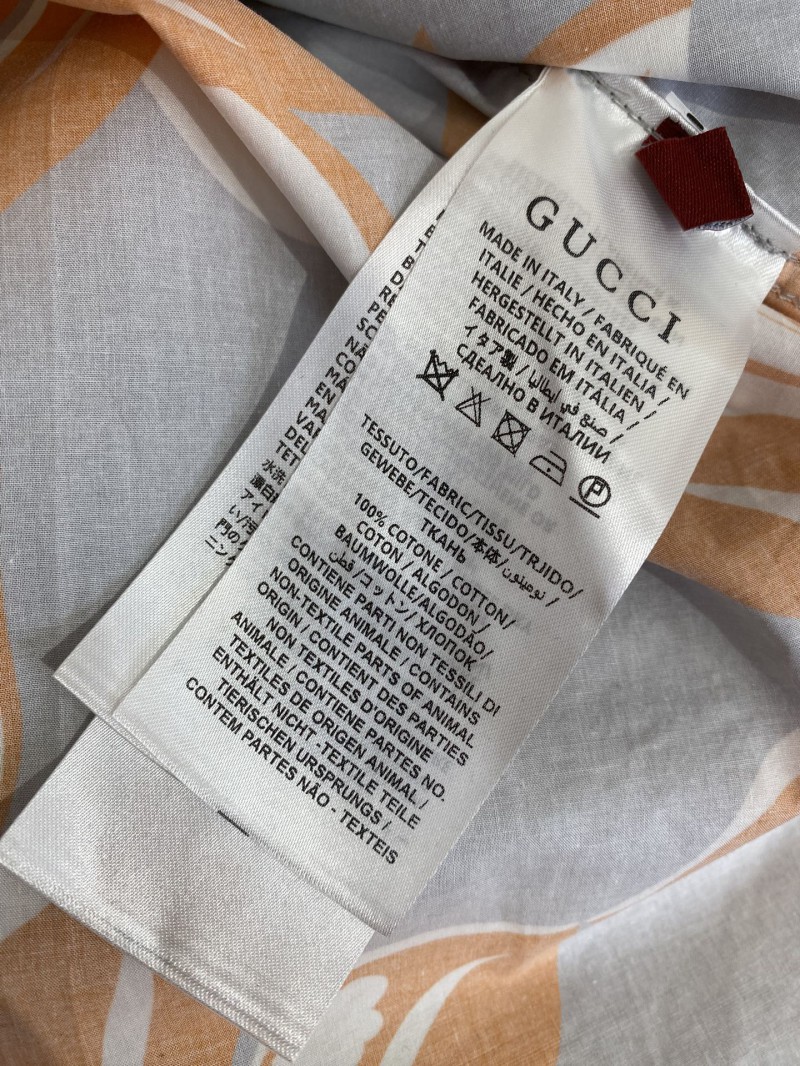 GUCCI
MADE IN ITALY / FABRIQUÉ EN
ITALIE / HECHO EN ITALIA /
HERGESTELLT IN ITALIEN /
FABRICADO EM ITÁLIA /
イタリア製 / صنع في إيطاليا /
СДЕЛАНО В ИТАЛИИ
P
TESSUTO/FABRIC/TISSU/TEJIDO/
GEWEBE/TECIDO/本体/نوعيتون/
ТКАНЬ
100% COTONE / COTTON/
COTON / ALGODON /
BAUMWOLLE/ALGODÃO/
قطن/コットン/ ХЛОПОК
CONTIENE PARTI NON TESSILI DI
ORIGINE ANIMALE / CONTAINS
NON-TEXTILE PARTS OF ANIMAL
ORIGIN / CONTIENT DES PARTIES
NON TEXTILES D'ORIGINE
ANIMALE / CONTIENE PARTES NO.
TEXTILES DE ORIGEN ANIMAL /
ENTHÄLT NICHT -TEXTILE TEILE
TIERISCHEN URSPRUNGS /
CONTEM PARTES NÃO - TEXTEIS